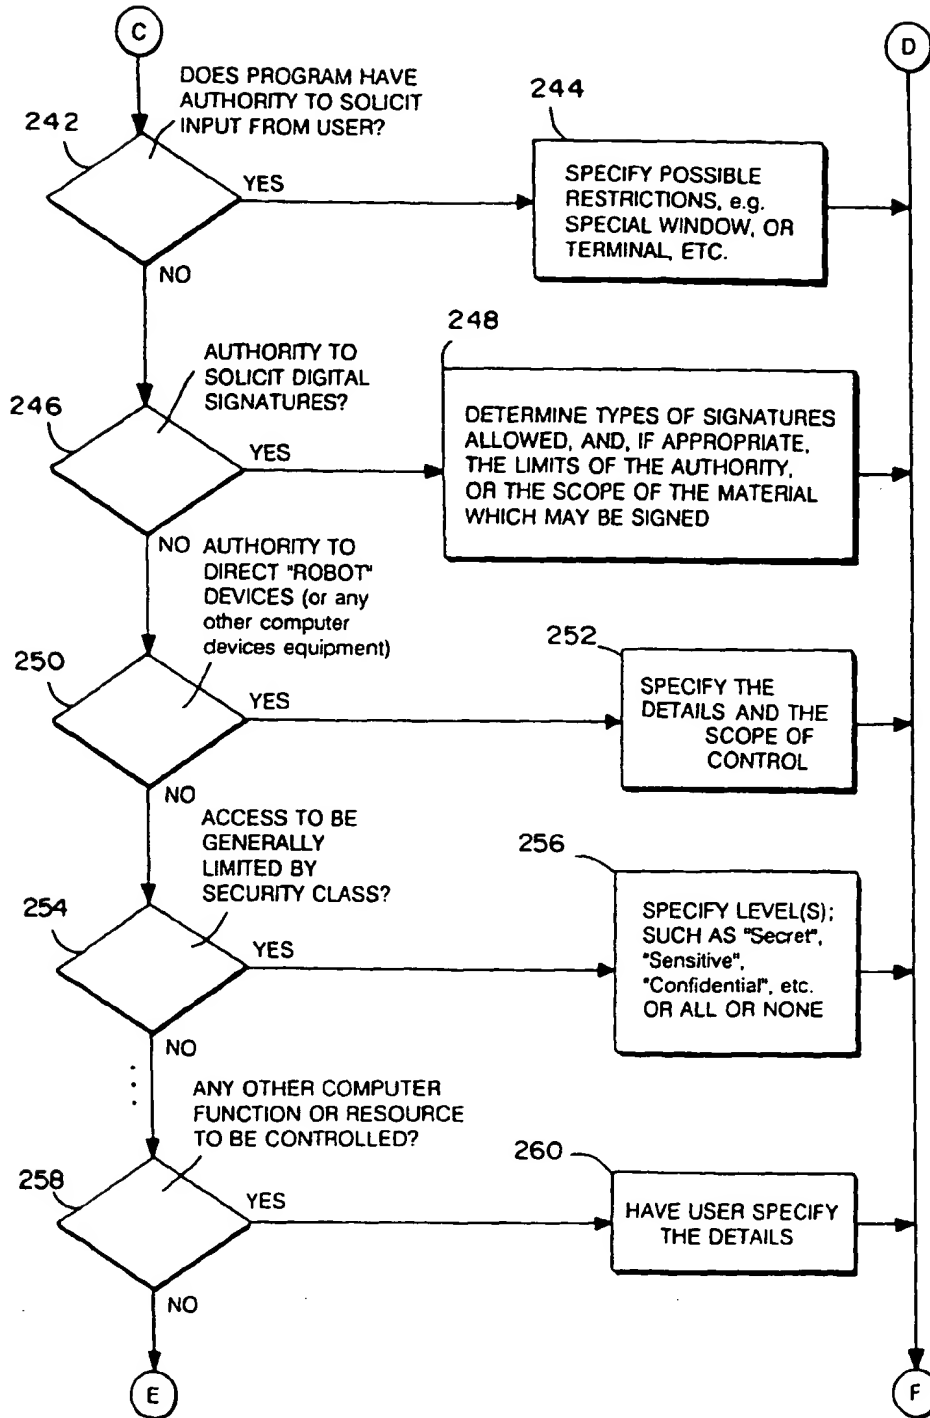 C
D
DOES PROGRAM HAVE
AUTHORITY TO SOLICIT
INPUT FROM USER?
242
YES
NO
244
SPECIFY POSSIBLE
RESTRICTIONS, e.g.
SPECIAL WINDOW, OR
TERMINAL, ETC.
AUTHORITY TO
SOLICIT DIGITAL
SIGNATURES?
246
YES
NO
248
DETERMINE TYPES OF SIGNATURES
ALLOWED, AND, IF APPROPRIATE,
THE LIMITS OF THE AUTHORITY,
OR THE SCOPE OF THE MATERIAL
WHICH MAY BE SIGNED
AUTHORITY TO
DIRECT "ROBOT"
DEVICES (or any
other computer
devices equipment)
250
YES
NO
252
SPECIFY THE
DETAILS AND THE
SCOPE OF
CONTROL
ACCESS TO BE
GENERALLY
LIMITED BY
SECURITY CLASS?
254
YES
NO
256
SPECIFY LEVEL(S);
SUCH AS "Secret",
"Sensitive",
"Confidential", etc.
OR ALL OR NONE
ANY OTHER COMPUTER
FUNCTION OR RESOURCE
TO BE CONTROLLED?
258
YES
NO
260
HAVE USER SPECIFY
THE DETAILS
E
F